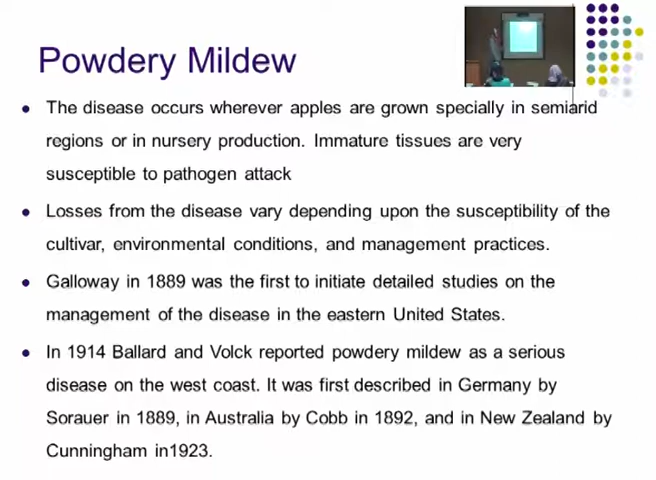 Powdery Mildew
The disease occurs wherever apples are grown specially in semiarid
regions or in nursery production. Immature tissues are very
susceptible to pathogen attack
Losses from the disease vary depending upon the susceptibility of the
cultivar, environmental conditions, and management practices.
Galloway in 1889 was the first to initiate detailed studies on the
management of the disease in the eastern United States.
In 1914 Ballard and Volck reported powdery mildew as a serious
disease on the west coast. It was first described in Germany by
Sorauer in 1889, in Australia by Cobb in 1892, and in New Zealand by
Cunningham in1923.